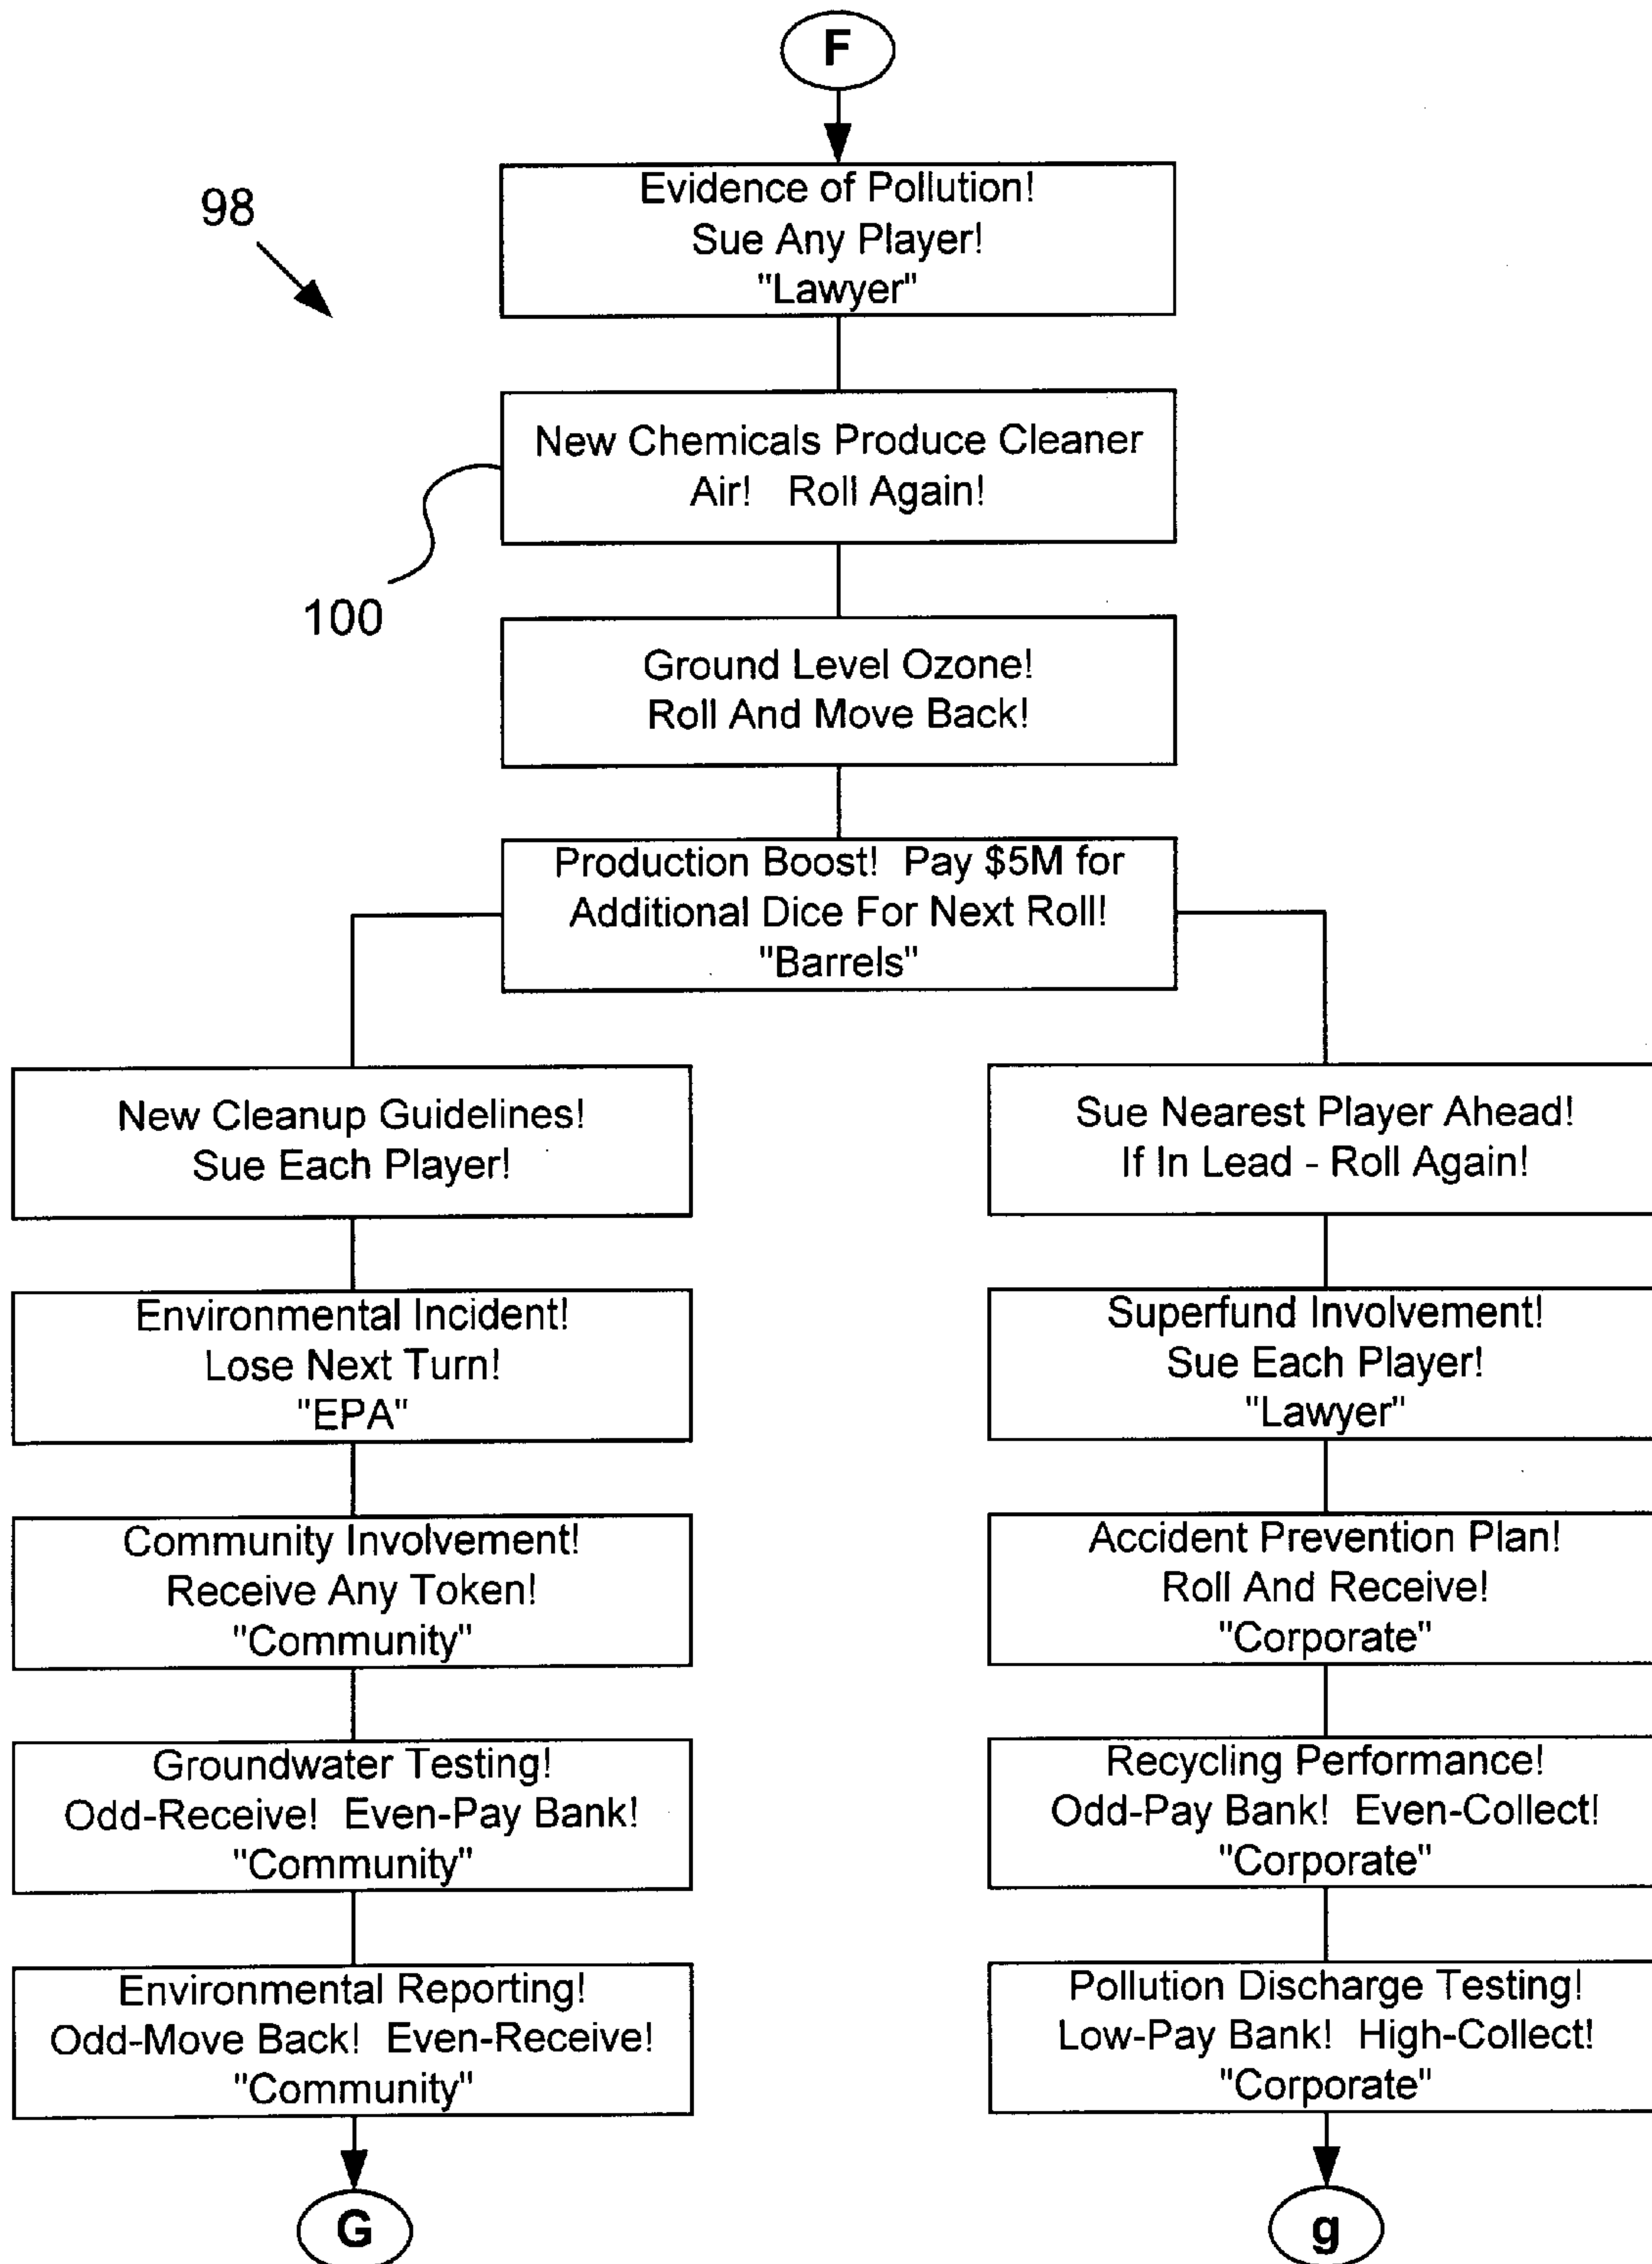 F
98
Evidence of Pollution!
Sue Any Player!
"Lawyer"
New Chemicals Produce Cleaner
Air! Roll Again!
100
Ground Level Ozone!
Roll And Move Back!
Production Boost! Pay $5M for
Additional Dice For Next Roll!
"Barrels"
New Cleanup Guidelines!
Sue Each Player!
Environmental Incident!
Lose Next Turn!
"EPA"
Community Involvement!
Receive Any Token!
"Community"
Groundwater Testing!
Odd-Receive! Even-Pay Bank!
"Community"
Environmental Reporting!
Odd-Move Back! Even-Receive!
"Community"
G
Sue Nearest Player Ahead!
If In Lead - Roll Again!
Superfund Involvement!
Sue Each Player!
"Lawyer"
Accident Prevention Plan!
Roll And Receive!
"Corporate"
Recycling Performance!
Odd-Pay Bank! Even-Collect!
"Corporate"
Pollution Discharge Testing!
Low-Pay Bank! High-Collect!
"Corporate"
g